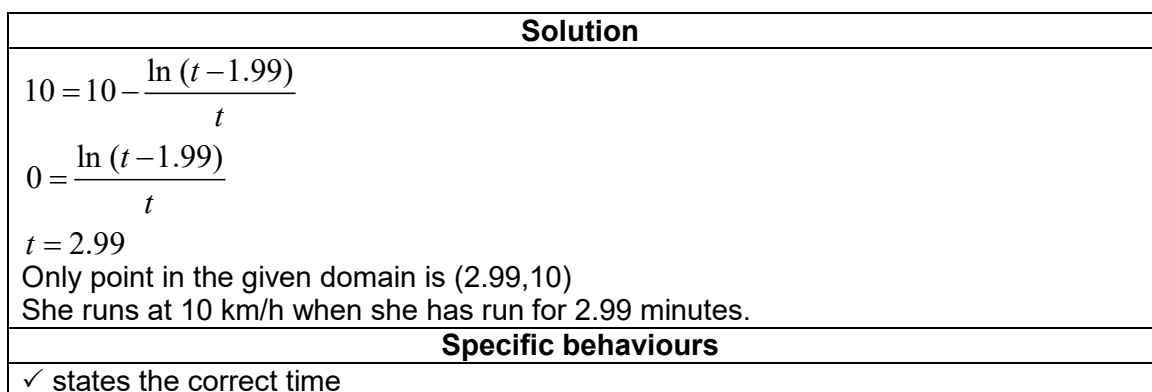 Solution
10 = 10 − ln (t − 1.99) / t
0 = ln (t − 1.99) / t
t = 2.99
Only point in the given domain is (2.99,10)
She runs at 10 km/h when she has run for 2.99 minutes.
Specific behaviours
✓ states the correct time